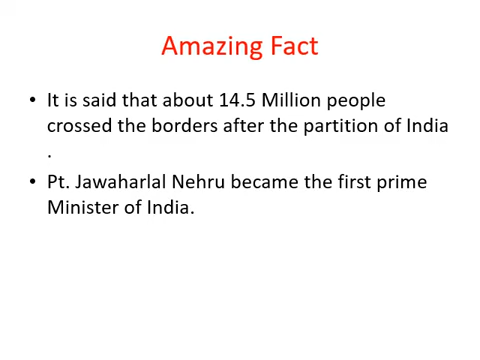 Amazing Fact
• It is said that about 14.5 Million people
crossed the borders after the partition of India
.
• Pt. Jawaharlal Nehru became the first prime
Minister of India.